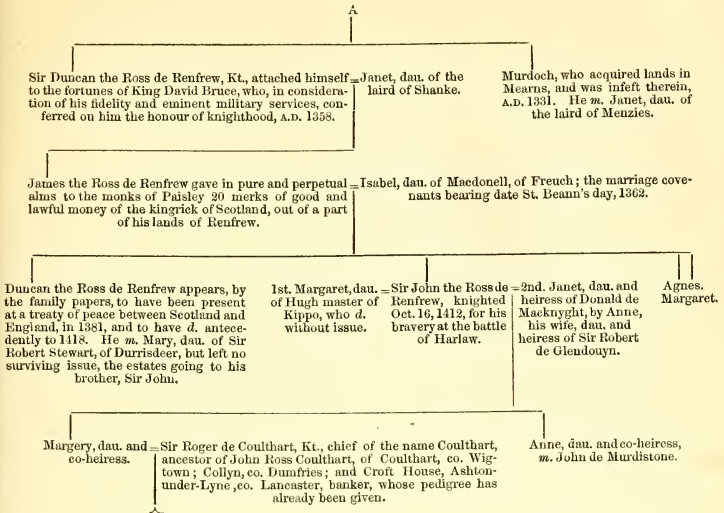 A
Sir Duncan the Ross de Renfrew, Kt., attached himself
to the fortunes of King David Bruce, who, in considera-
tion of his fidelity and eminent military services, con-
ferred on him the honour of knighthood, A.D. 1358.
=Janet, dau. of the
laird of Shanke.
Murdoch, who acquired lands in
Mearns, and was infeft therein,
A.D. 1331. He m. Janet, dau. of
the laird of Menzies.
James the Ross de Renfrew gave in pure and perpetual
alms to the monks of Paisley 20 merks of good and
lawful money of the kingrick of Scotland, out of a part
of his lands of Renfrew.
=Isabel, dau. of Macdonell, of Freuch; the marriage cove-
nants bearing date St. Beann's day, 1362.
Duncan the Ross de Renfrew appears, by
the family papers, to have been present
at a treaty of peace between Scotland and
England, in 1381, and to have d. antece-
dently to 1418. He m. Mary, dau. of Sir
Robert Stewart, of Durrisdeer, but left no
surviving issue, the estates going to his
brother, Sir John.
1st. Margaret, dau.
of Hugh master of
Kippo, who d.
without issue.
=Sir John the Ross de
Renfrew, knighted
Oct. 16, 1412, for his
bravery at the battle
of Harlaw.
=2nd. Janet, dau. and
heiress of Donald de
Macknyght, by Anne,
his wife, dau. and
heiress of Sir Robert
de Glendouyn.
Agnes.
Margaret.
Margery, dau. and
co-heiress.
=Sir Roger de Coulthart, Kt., chief of the name Coulthart,
ancestor of John Ross Coulthart, of Coulthart, co. Wig-
town; Collyn, co. Dumfries; and Croft House, Ashton-
under-Lyne, co. Lancaster, banker, whose pedigree has
already been given.
Anne, dau. and co-heiress,
m. John de Murdistone.